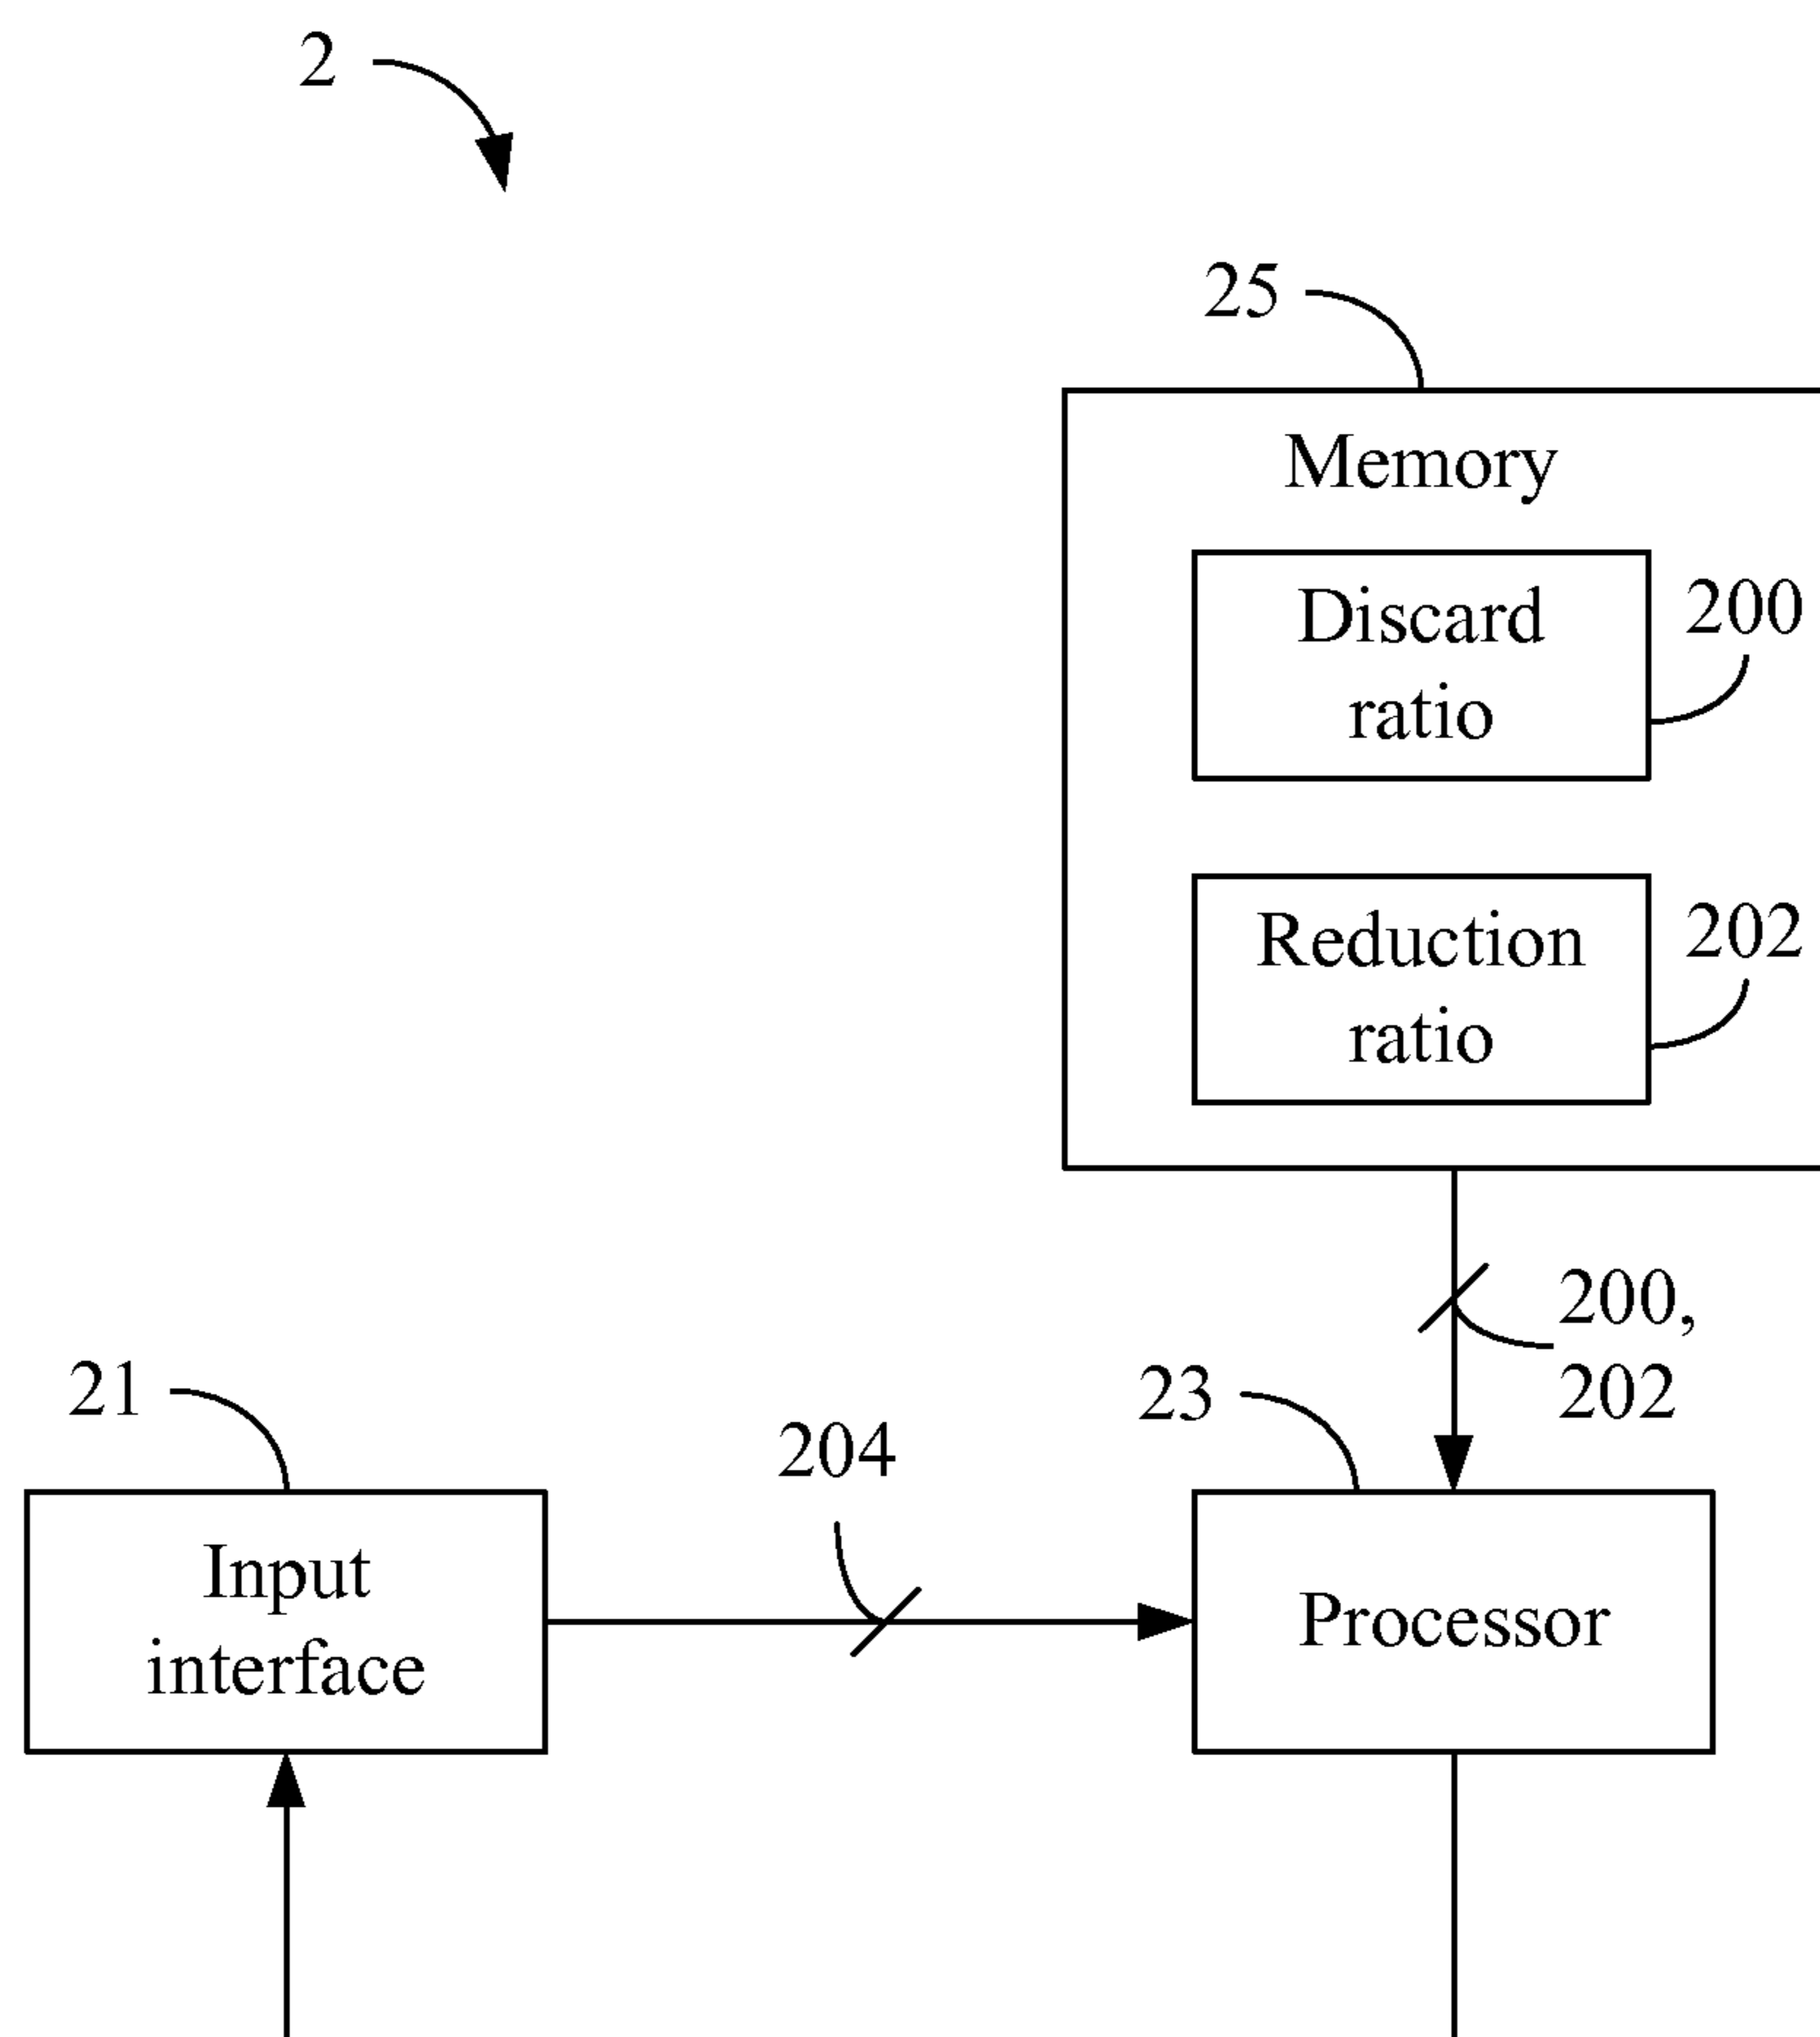 2
25
Memory
Discard
ratio
200
Reduction
ratio
202
200,
202
21
204
23
Input
interface
Processor